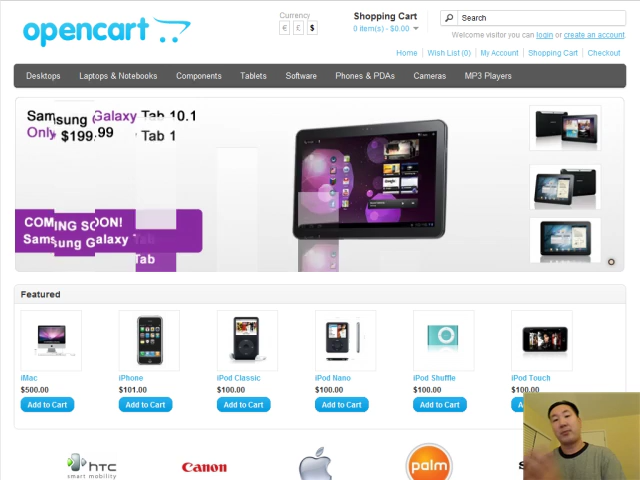 opencart
Currency
€ £ $
Shopping Cart
0 item(s) - $0.00
Search
Welcome visitor you can login or create an account.
Home Wish List (0) My Account Shopping Cart Checkout
Desktops Laptops & Notebooks Components Tablets Software Phones & PDAs Cameras MP3 Players
Samsung Galaxy Tab 10.1
Only $199.99 Tab 1
COMING SOON!
Samsung Galaxy Tab
Tab
Featured
iMac iPhone iPod Classic iPod Nano iPod Shuffle iPod Touch
$500.00 $101.00 $100.00 $100.00 $100.00 $100.00
Add to Cart Add to Cart Add to Cart Add to Cart Add to Cart
hTC Canon palm
smart mobility